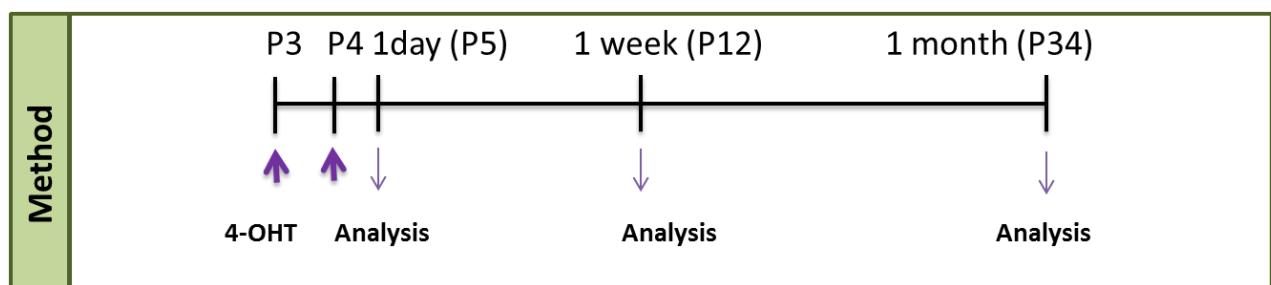 Method
P3 P4 1day (P5) 1 week (P12) 1 month (P34)
4-OHT Analysis Analysis Analysis